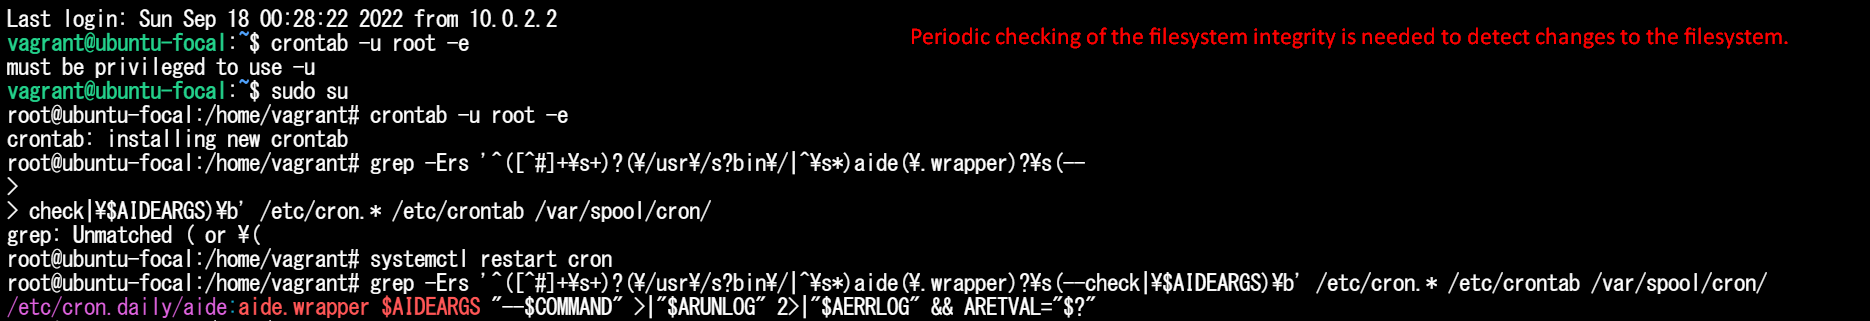 Last login: Sun Sep 18 00:28:22 2022 from 10.0.2.2
Periodic checking of the filesystem integrity is needed to detect changes to the filesystem.
vagrant@ubuntu-focal:~$ crontab -u root -e
must be privileged to use -u
vagrant@ubuntu-focal:~$ sudo su
root@ubuntu-focal:/home/vagrant# crontab -u root -e
crontab: installing new crontab
root@ubuntu-focal:/home/vagrant# grep -Ers '^([^#]+¥s+)?(¥/usr¥/s?bin¥/|^¥s*)aide(¥.wrapper)?¥s(--
>
> check|¥$AIDEARGS)¥b' /etc/cron.* /etc/crontab /var/spool/cron/
grep: Unmatched ( or ¥(
root@ubuntu-focal:/home/vagrant# systemctl restart cron
root@ubuntu-focal:/home/vagrant# grep -Ers '^([^#]+¥s+)?(¥/usr¥/s?bin¥/|^¥s*)aide(¥.wrapper)?¥s(--check|¥$AIDEARGS)¥b' /etc/cron.* /etc/crontab /var/spool/cron/
/etc/cron.daily/aide:aide.wrapper $AIDEARGS "--$COMMAND" >|"$ARUNLOG" 2>|"$AERRLOG" && ARETVAL="$?"